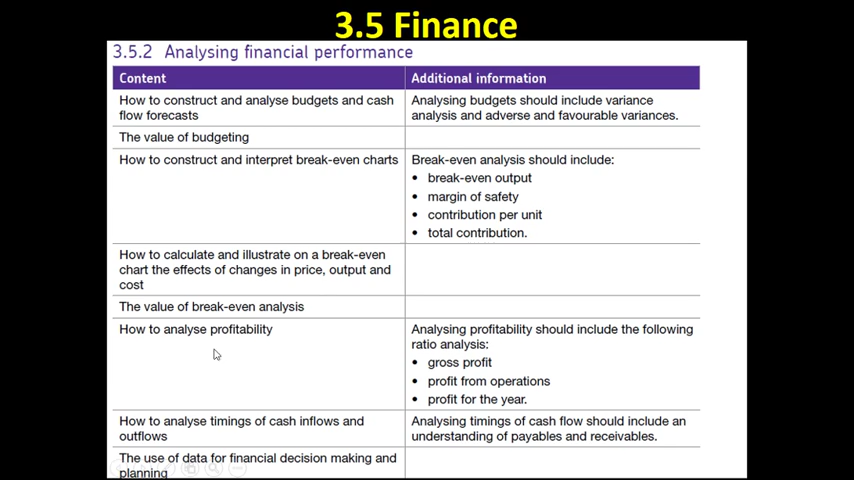 3.5 Finance
3.5.2 Analysing financial performance
Content
Additional information
How to construct and analyse budgets and cash
flow forecasts
Analysing budgets should include variance
analysis and adverse and favourable variances.
The value of budgeting
How to construct and interpret break-even charts
Break-even analysis should include:
• break-even output
• margin of safety
• contribution per unit
• total contribution.
How to calculate and illustrate on a break-even
chart the effects of changes in price, output and
cost
The value of break-even analysis
How to analyse profitability
Analysing profitability should include the following
ratio analysis:
• gross profit
• profit from operations
• profit for the year.
How to analyse timings of cash inflows and
outflows
Analysing timings of cash flow should include an
understanding of payables and receivables.
The use of data for financial decision making and
planning